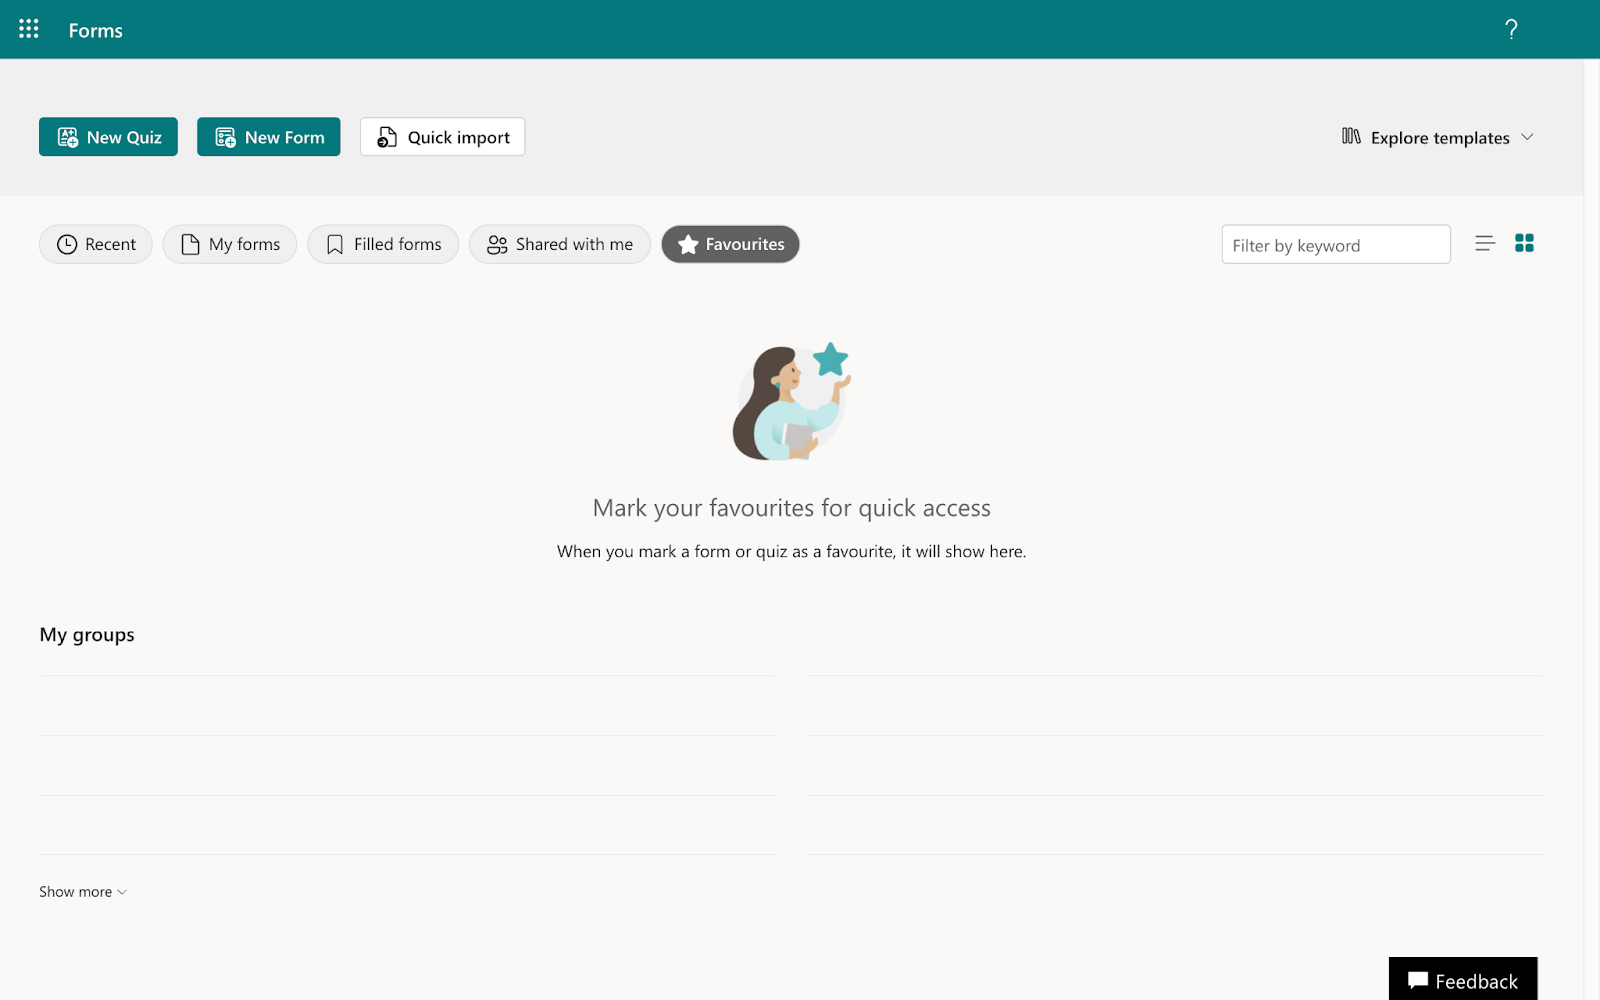 Forms
?
New Quiz
New Form
Quick import
Explore templates
Recent
My forms
Filled forms
Shared with me
Favourites
Filter by keyword
Mark your favourites for quick access
When you mark a form or quiz as a favourite, it will show here.
My groups
Show more
Feedback